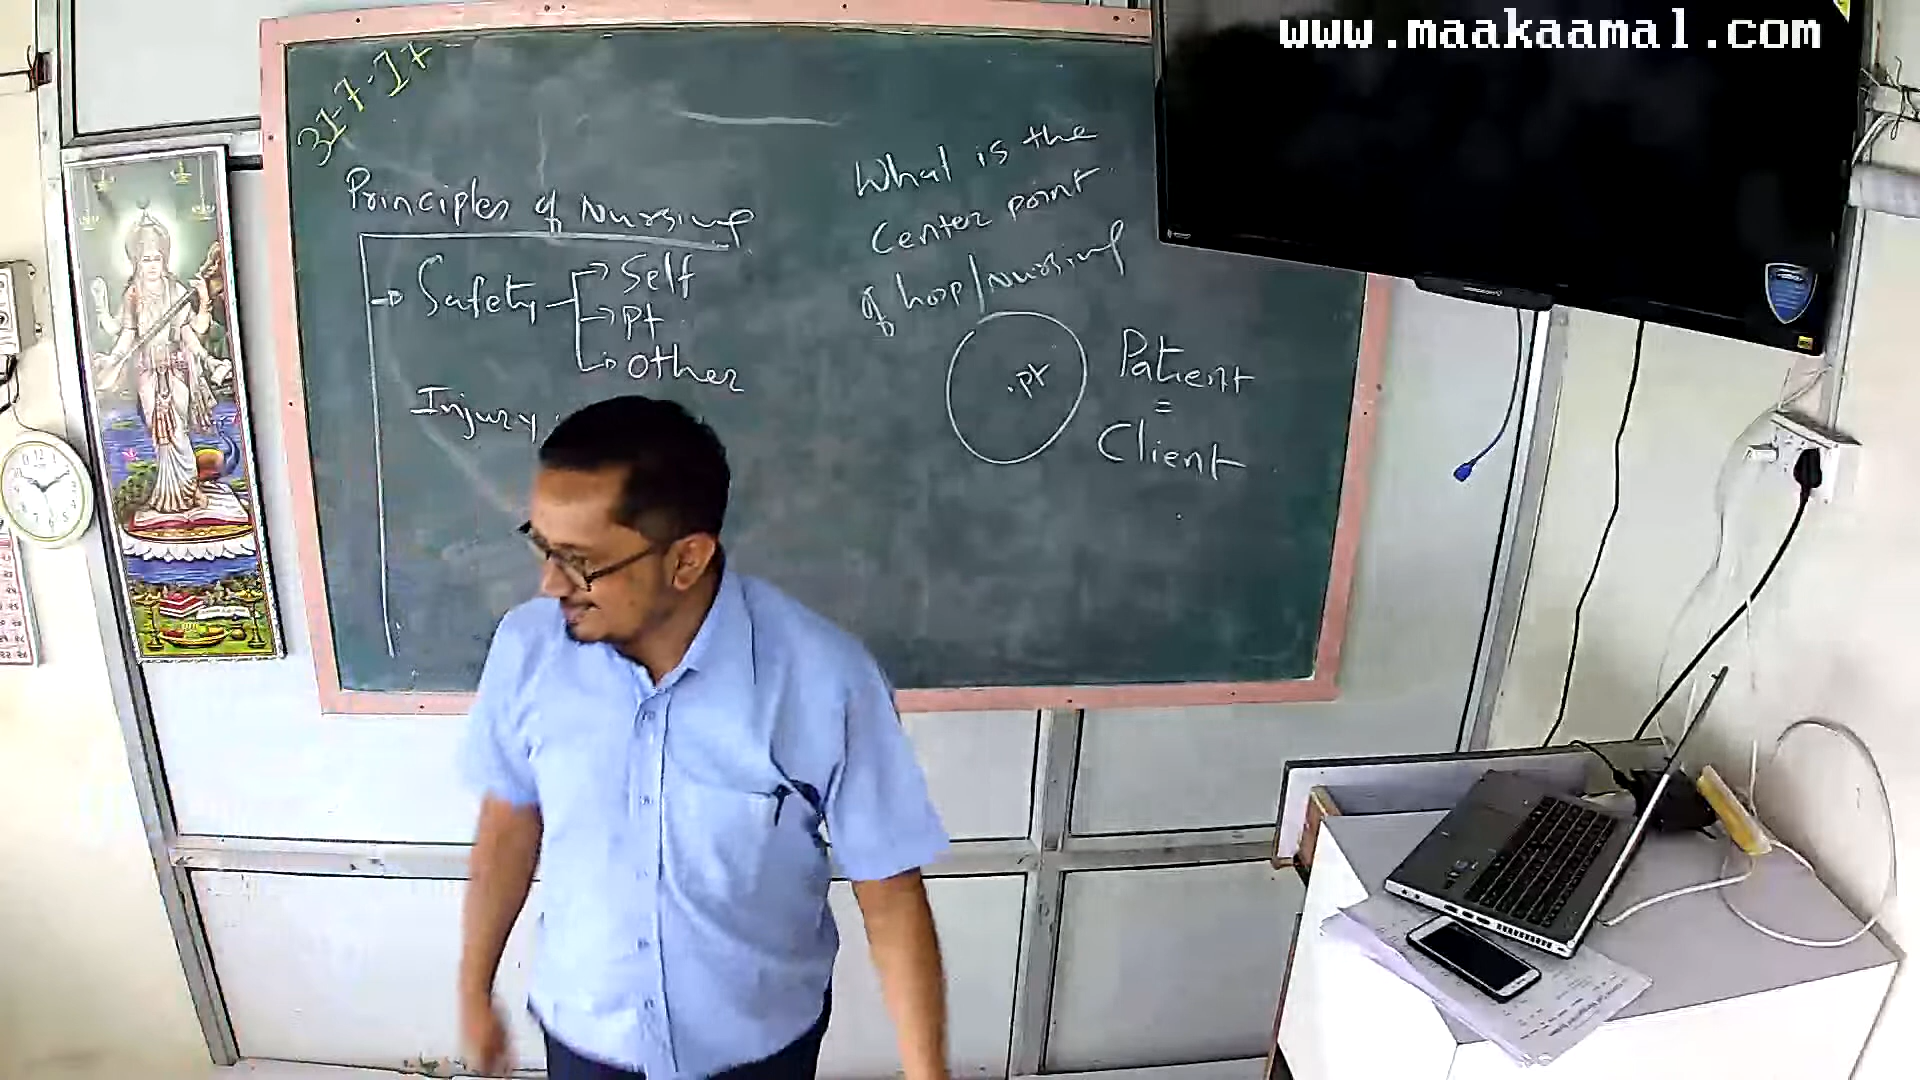 www.maakaamal.com
31-7-17
Principles of Nursing
Safety
Self
pt
Other
Injury
What is the
Center point
of hosp/Nursing
.pt
Patient
=
Client